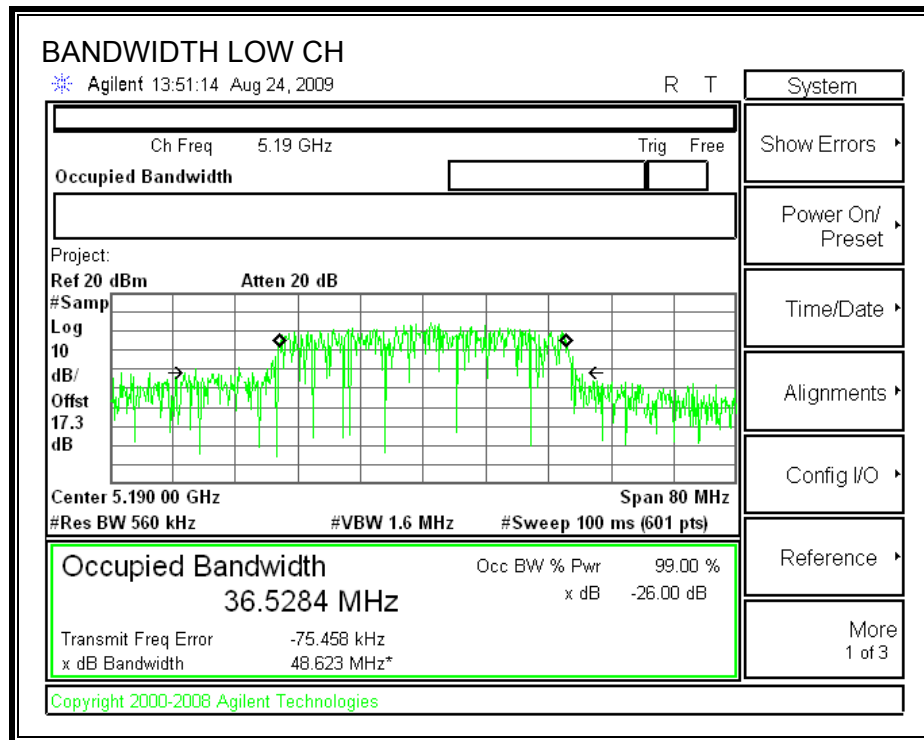 BANDWIDTH LOW CH
Agilent 13:51:14 Aug 24, 2009 R T
System
Ch Freq 5.19 GHz Trig Free
Show Errors
Occupied Bandwidth
Power On/
Preset
Project:
Ref 20 dBm Atten 20 dB
#Samp
Log
10
dB/
Offst
17.3
dB
Time/Date
Alignments
Config I/O
Center 5.190 00 GHz Span 80 MHz
#Res BW 560 kHz #VBW 1.6 MHz #Sweep 100 ms (601 pts)
Occupied Bandwidth Occ BW % Pwr 99.00 %
36.5284 MHz x dB -26.00 dB
Reference
Transmit Freq Error -75.458 kHz
x dB Bandwidth 48.623 MHz*
More
1 of 3
Copyright 2000-2008 Agilent Technologies